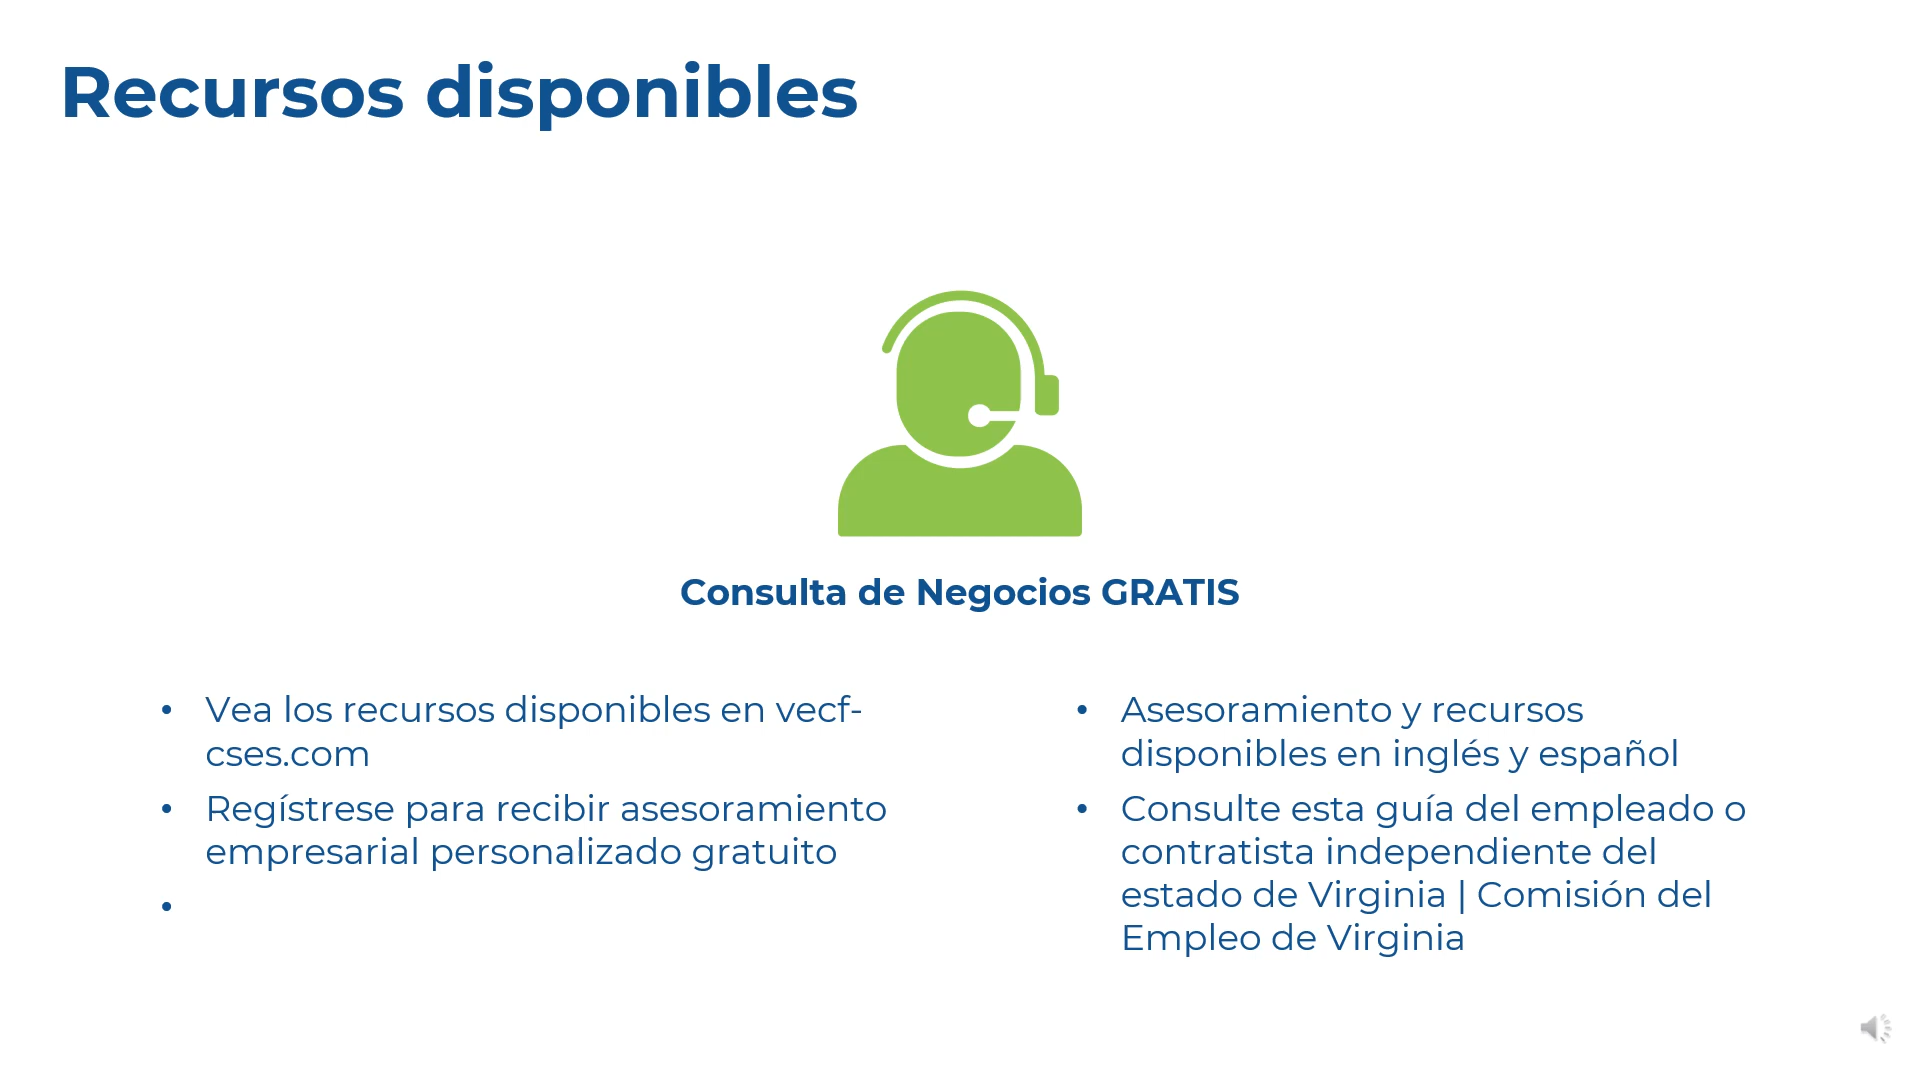 Recursos disponibles
Consulta de Negocios GRATIS
• Vea los recursos disponibles en vecf-
cses.com
• Regístrese para recibir asesoramiento
empresarial personalizado gratuito
•
• Asesoramiento y recursos
disponibles en inglés y español
• Consulte esta guía del empleado o
contratista independiente del
estado de Virginia | Comisión del
Empleo de Virginia